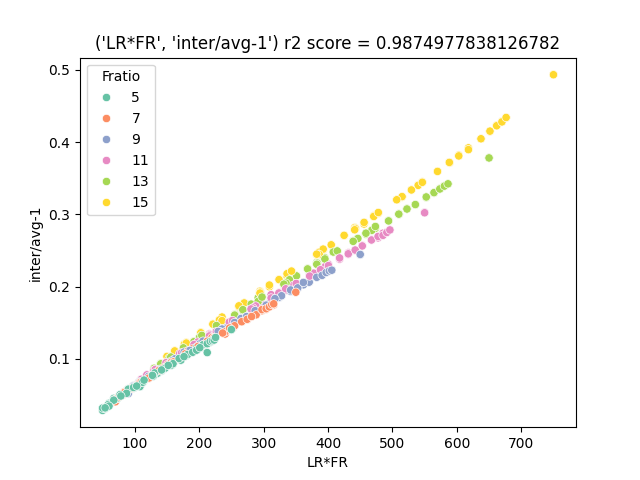 ('LR*FR', 'inter/avg-1') r2 score = 0.9874977838126782
0.5
0.4
0.3
0.2
0.1
inter/avg-1
Fratio
5
7
9
11
13
15
100 200 300 400 500 600 700
LR*FR